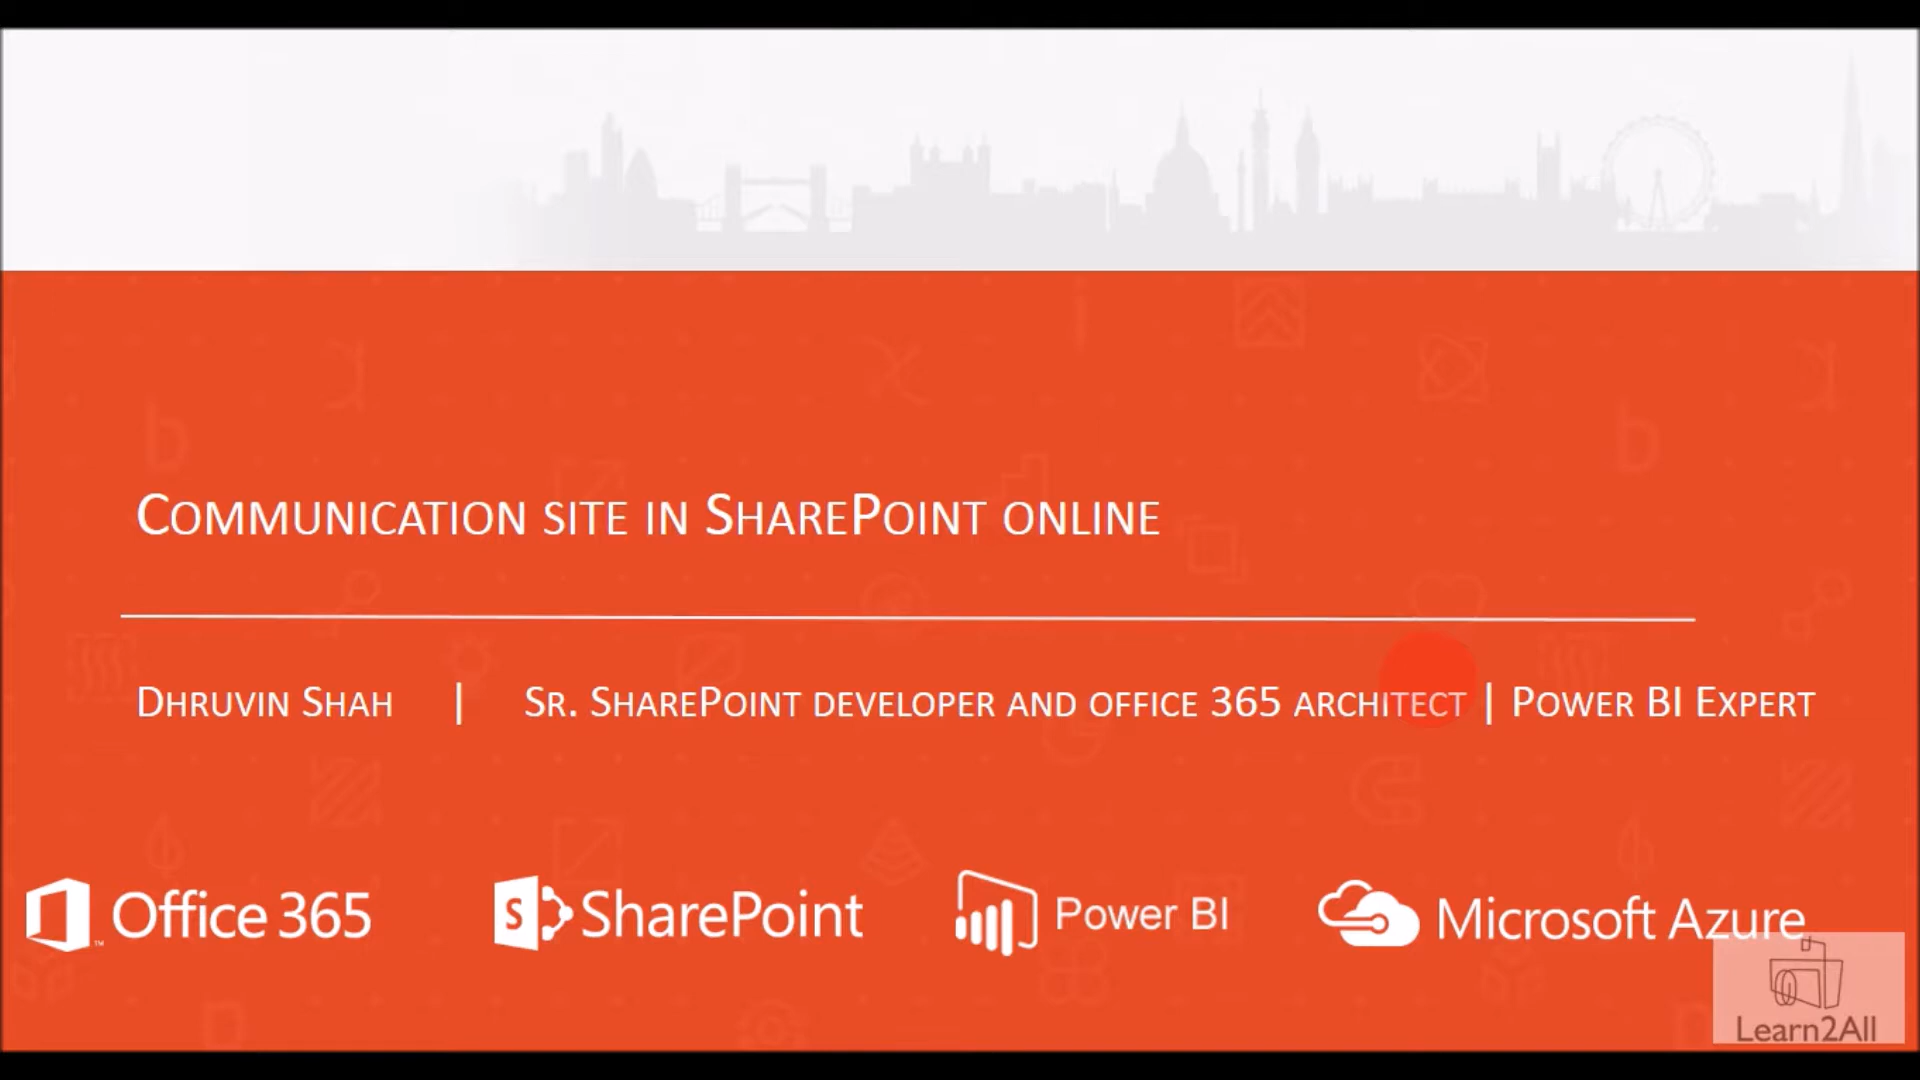 Communication site in SharePoint online
Dhruvin Shah | Sr. SharePoint developer and office 365 architect | Power BI Expert
Office 365™ SharePoint Power BI Microsoft Azure
Learn2All